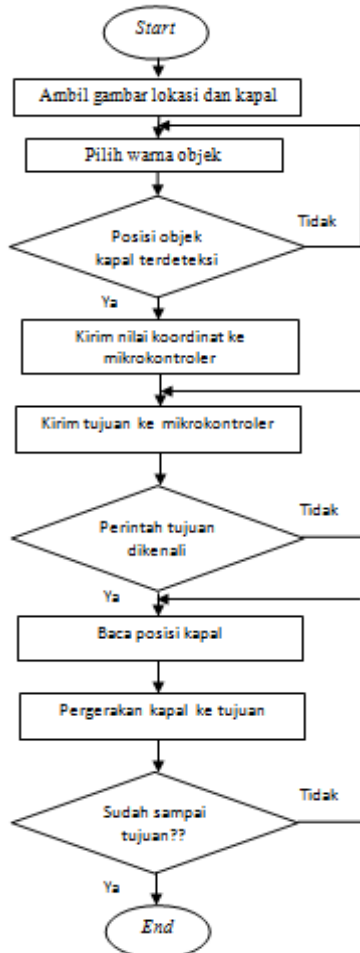 Start
Ambil gambar lokasi dan kapal
Pilih warna objek
Posisi objek
kapal terdeteksi
Tidak
Ya
Kirim nilai koordinat ke
mikrokontroler
Kirim tujuan ke mikrokontroler
Perintah tujuan
dikenali
Tidak
Ya
Baca posisi kapal
Pergerakan kapal ke tujuan
Sudah sampai
tujuan??
Tidak
Ya
End